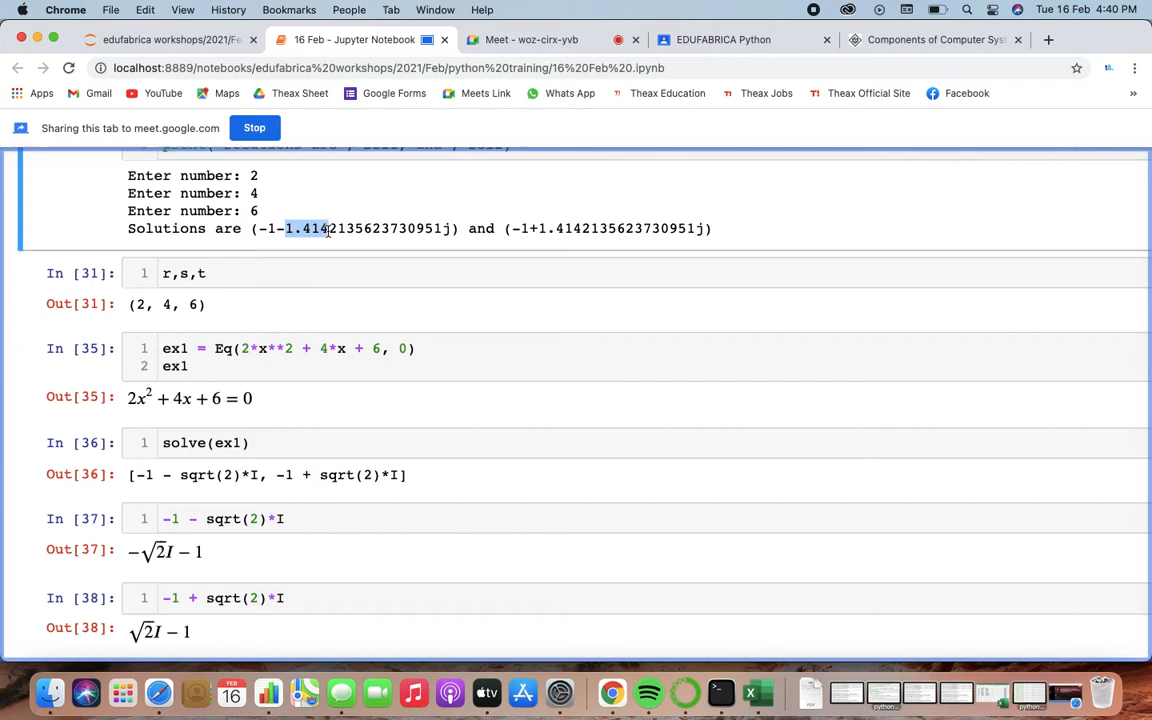 Chrome File Edit View History Bookmarks People Tab Window Help Tue 16 Feb 4:40 PM
edufabrica workshops/2021/Fe 16 Feb - Jupyter Notebook Meet - woz-cirx-yvb EDUFABRICA Python Components of Computer Syst
localhost:8889/notebooks/edufabrica%20workshops/2021/Feb/python%20training/16%20Feb%20.ipynb
Apps Gmail YouTube Maps Theax Sheet Google Forms Meets Link Whats App Theax Education Theax Jobs Theax Official Site Facebook
Sharing this tab to meet.google.com Stop
Enter number: 2
Enter number: 4
Enter number: 6
Solutions are (-1-1.4142135623730951j) and (-1+1.4142135623730951j)
In [31]: 1 r,s,t
Out[31]: (2, 4, 6)
In [35]: 1 ex1 = Eq(2*x**2 + 4*x + 6, 0)
2 ex1
Out[35]: 2x² + 4x + 6 = 0
In [36]: 1 solve(ex1)
Out[36]: [-1 - sqrt(2)*I, -1 + sqrt(2)*I]
In [37]: 1 -1 - sqrt(2)*I
Out[37]: −√2I − 1
In [38]: 1 -1 + sqrt(2)*I
Out[38]: √2I − 1
FEB
16
tv
python
python